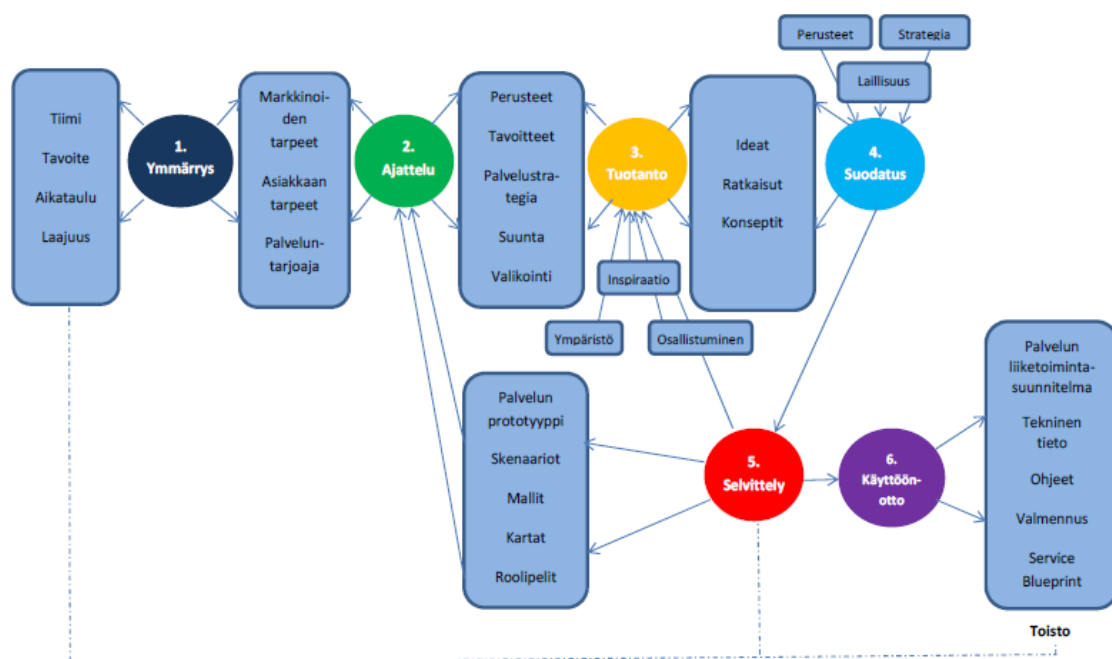 Perusteet
Strategia
Laillisuus
Tiimi
Tavoite
Aikataulu
Laajuus
1.
Ymmärrys
Markkinoi-
den
tarpeet
Asiakkaan
tarpeet
Palvelun-
tarjoaja
2.
Ajattelu
Perusteet
Tavoitteet
Palvelustra-
tegia
Suunta
Valikointi
3.
Tuotanto
Inspiraatio
Ympäristö
Osallistuminen
Ideat
Ratkaisut
Konseptit
4.
Suodatus
Palvelun
prototyyppi
Skenaariot
Mallit
Kartat
Roolipelit
5.
Selvittely
6.
Käyttöön-
otto
Palvelun
liiketoiminta-
suunnitelma
Tekninen
tieto
Ohjeet
Valmennus
Service
Blueprint
Toisto